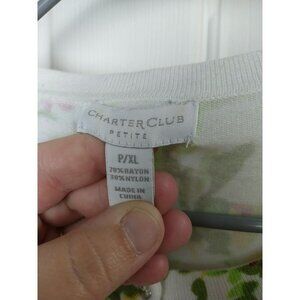 CHARTER CLUB
PETITE
P/XL
70% RAYON
30% NYLON
MADE IN
CHINA